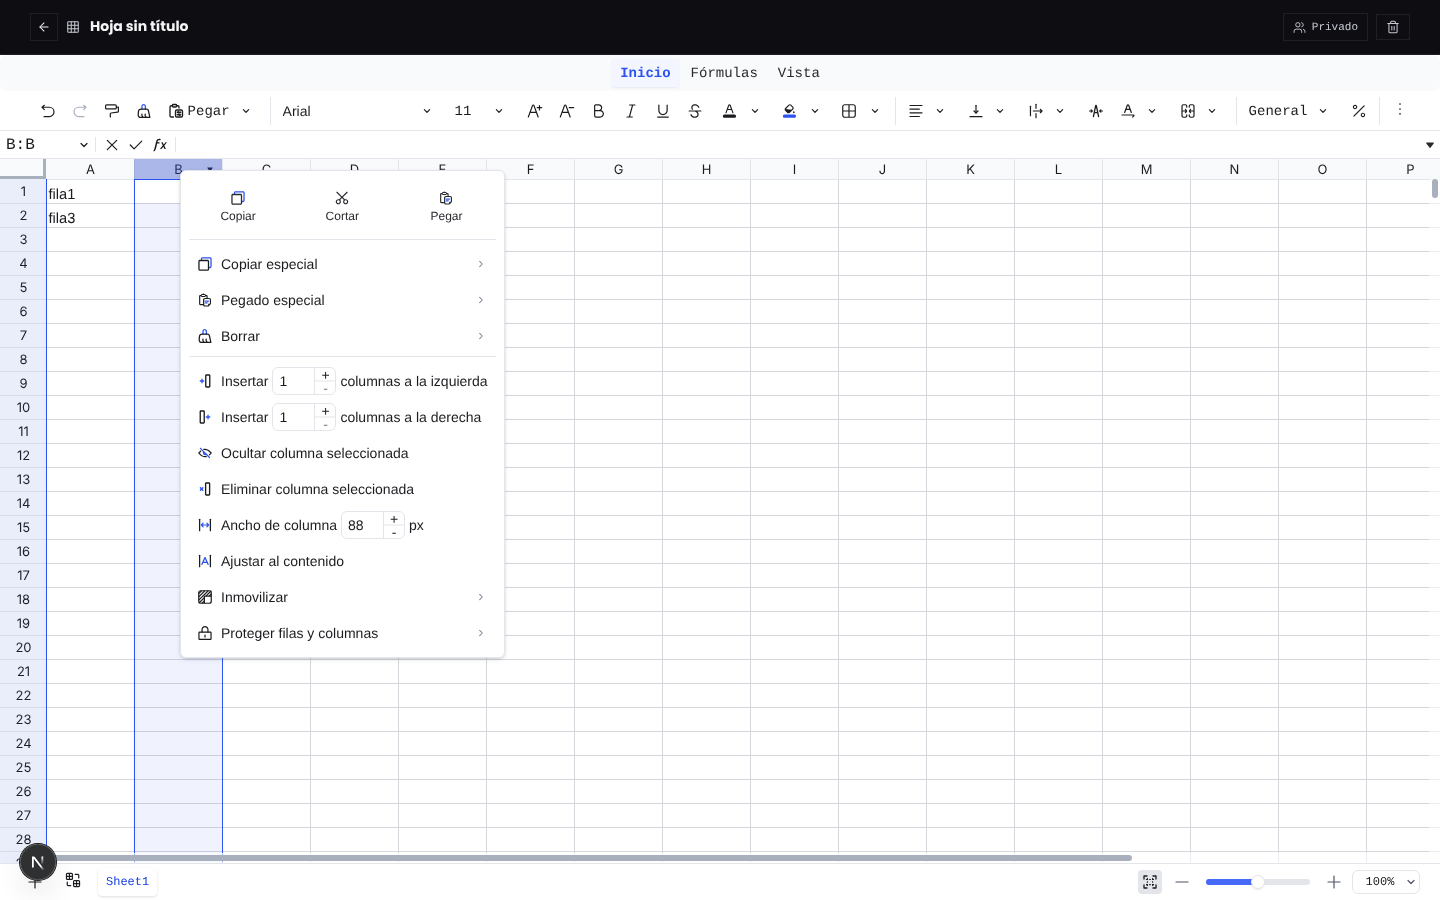 Hoja sin título
Privado
Inicio Fórmulas Vista
Pegar Arial 11 General
B:B fx
A B C D E F G H I J K L M N O P
1 fila1
2 fila3
3
4
5
6
7
8
9
10
11
12
13
14
15
16
17
18
19
20
21
22
23
24
25
26
27
28
Copiar Cortar Pegar
Copiar especial
Pegado especial
Borrar
Insertar 1 + - columnas a la izquierda
Insertar 1 + - columnas a la derecha
Ocultar columna seleccionada
Eliminar columna seleccionada
Ancho de columna 88 + - px
Ajustar al contenido
Inmovilizar
Proteger filas y columnas
N
Sheet1
100%